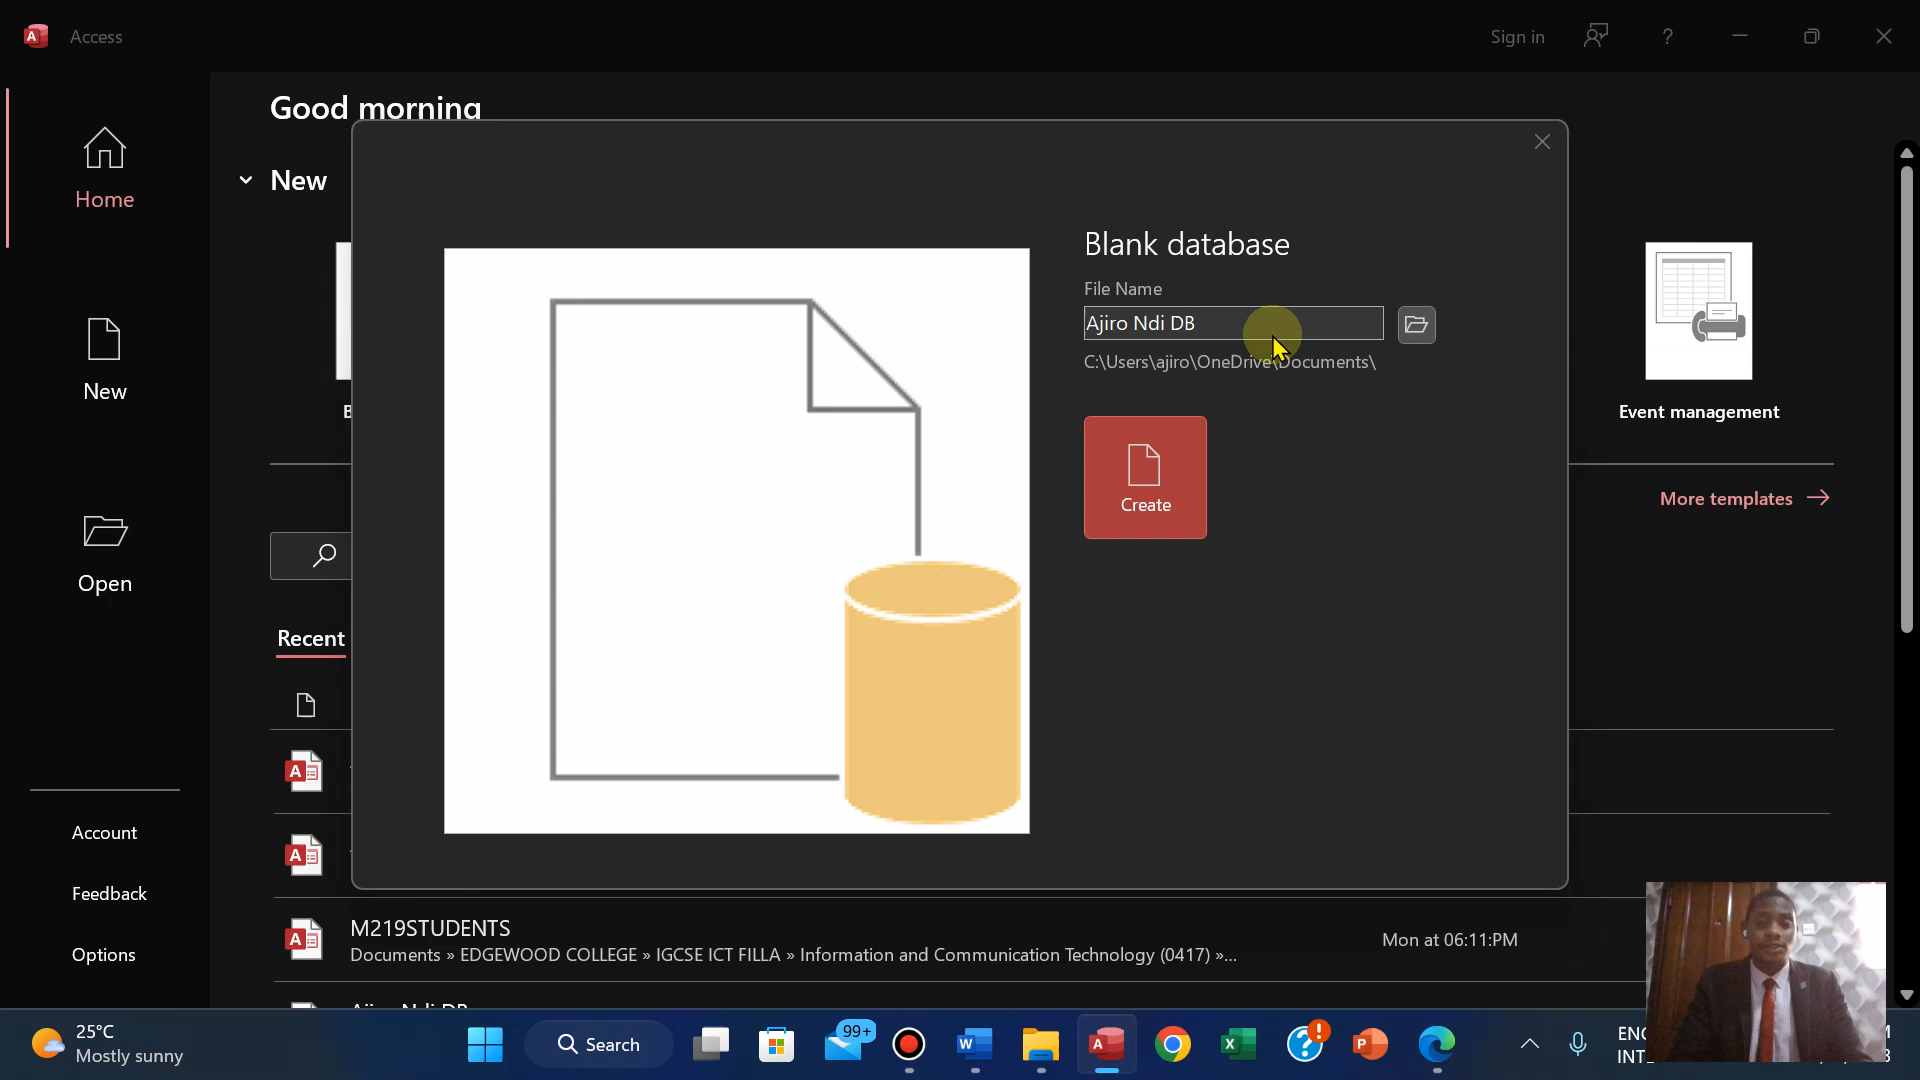 Access
Sign in
?
Good morning
New
Home
New
Open
Account
Feedback
Options
Blank database
File Name
Ajiro Ndi DB
C:\Users\ajiro\OneDrive\Documents\
Create
Event management
More templates
Recent
M219STUDENTS
Documents » EDGEWOOD COLLEGE » IGCSE ICT FILLA » Information and Communication Technology (0417) »...
Mon at 06:11:PM
25°C
Mostly sunny
Search
99+